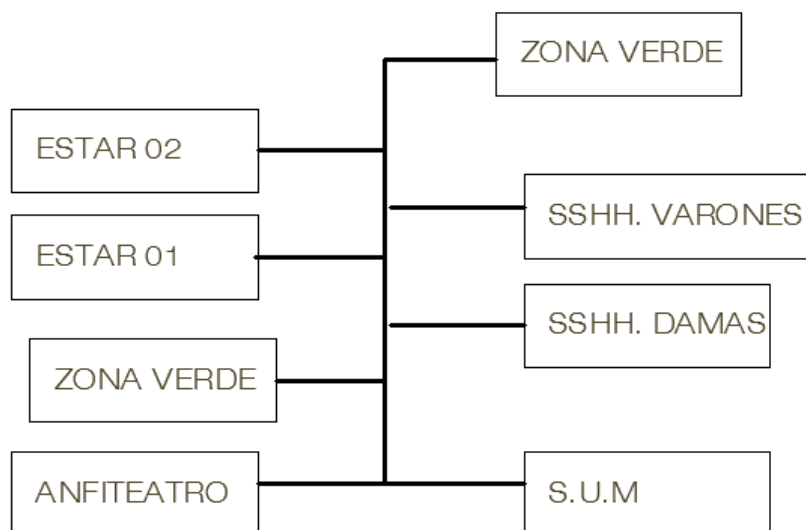 ZONA VERDE
ESTAR 02
SSHH. VARONES
ESTAR 01
SSHH. DAMAS
ZONA VERDE
ANFITEATRO
S.U.M